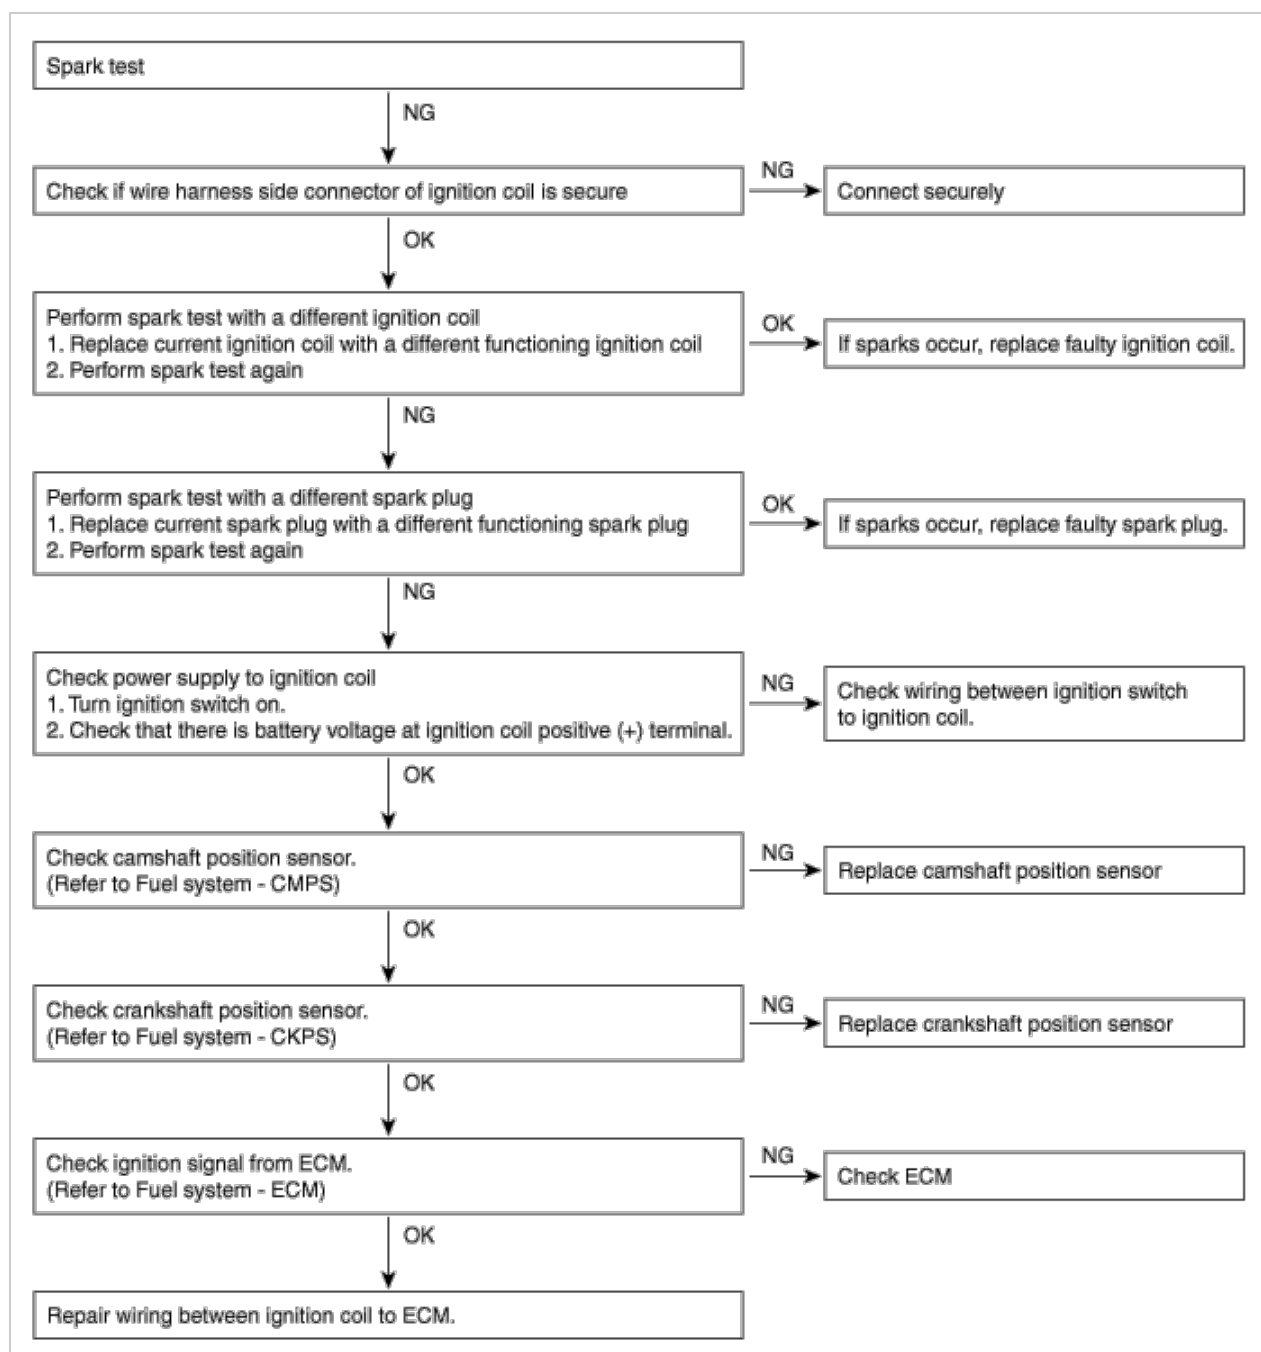 Spark test
NG
Check if wire harness side connector of ignition coil is secure
NG
Connect securely
OK
Perform spark test with a different ignition coil
1. Replace current ignition coil with a different functioning ignition coil
2. Perform spark test again
OK
If sparks occur, replace faulty ignition coil.
NG
Perform spark test with a different spark plug
1. Replace current spark plug with a different functioning spark plug
2. Perform spark test again
OK
If sparks occur, replace faulty spark plug.
NG
Check power supply to ignition coil
1. Turn ignition switch on.
2. Check that there is battery voltage at ignition coil positive (+) terminal.
NG
Check wiring between ignition switch
to ignition coil.
OK
Check camshaft position sensor.
(Refer to Fuel system - CMPS)
NG
Replace camshaft position sensor
OK
Check crankshaft position sensor.
(Refer to Fuel system - CKPS)
NG
Replace crankshaft position sensor
OK
Check ignition signal from ECM.
(Refer to Fuel system - ECM)
NG
Check ECM
OK
Repair wiring between ignition coil to ECM.